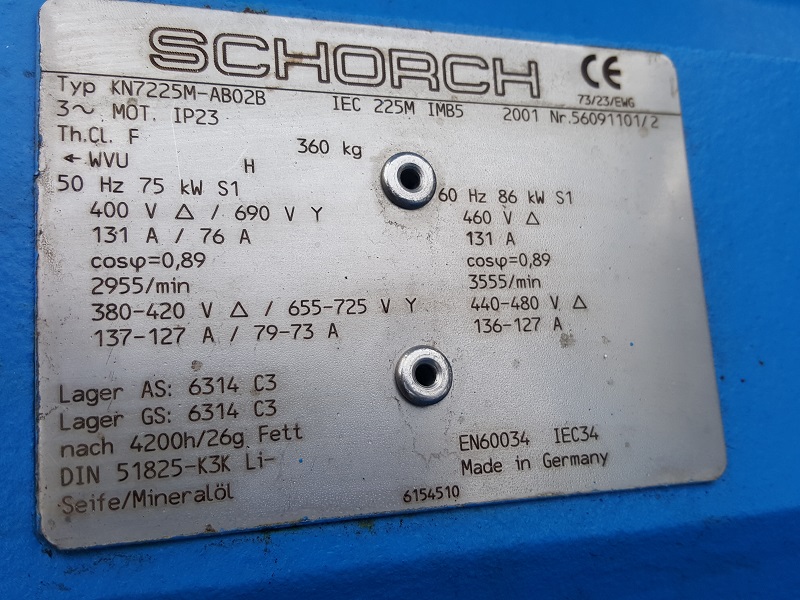 SCHORCH CE
73/23/EWG
Typ KN7225M-AB02B IEC 225M IMB5 2001 Nr.56091101/2
3~ MOT. IP23
Th.Cl. F 360 kg
←WVU H
50 Hz 75 kW S1 60 Hz 86 kW S1
400 V Δ / 690 V Y 460 V Δ
131 A / 76 A 131 A
cosφ=0,89 cosφ=0,89
2955/min 3555/min
380-420 V Δ / 655-725 V Y 440-480 V Δ
137-127 A / 79-73 A 136-127 A
Lager AS: 6314 C3
Lager GS: 6314 C3
nach 4200h/26g Fett EN60034 IEC34
DIN 51825-K3K Li- Made in Germany
Seife/Mineralöl 6154510